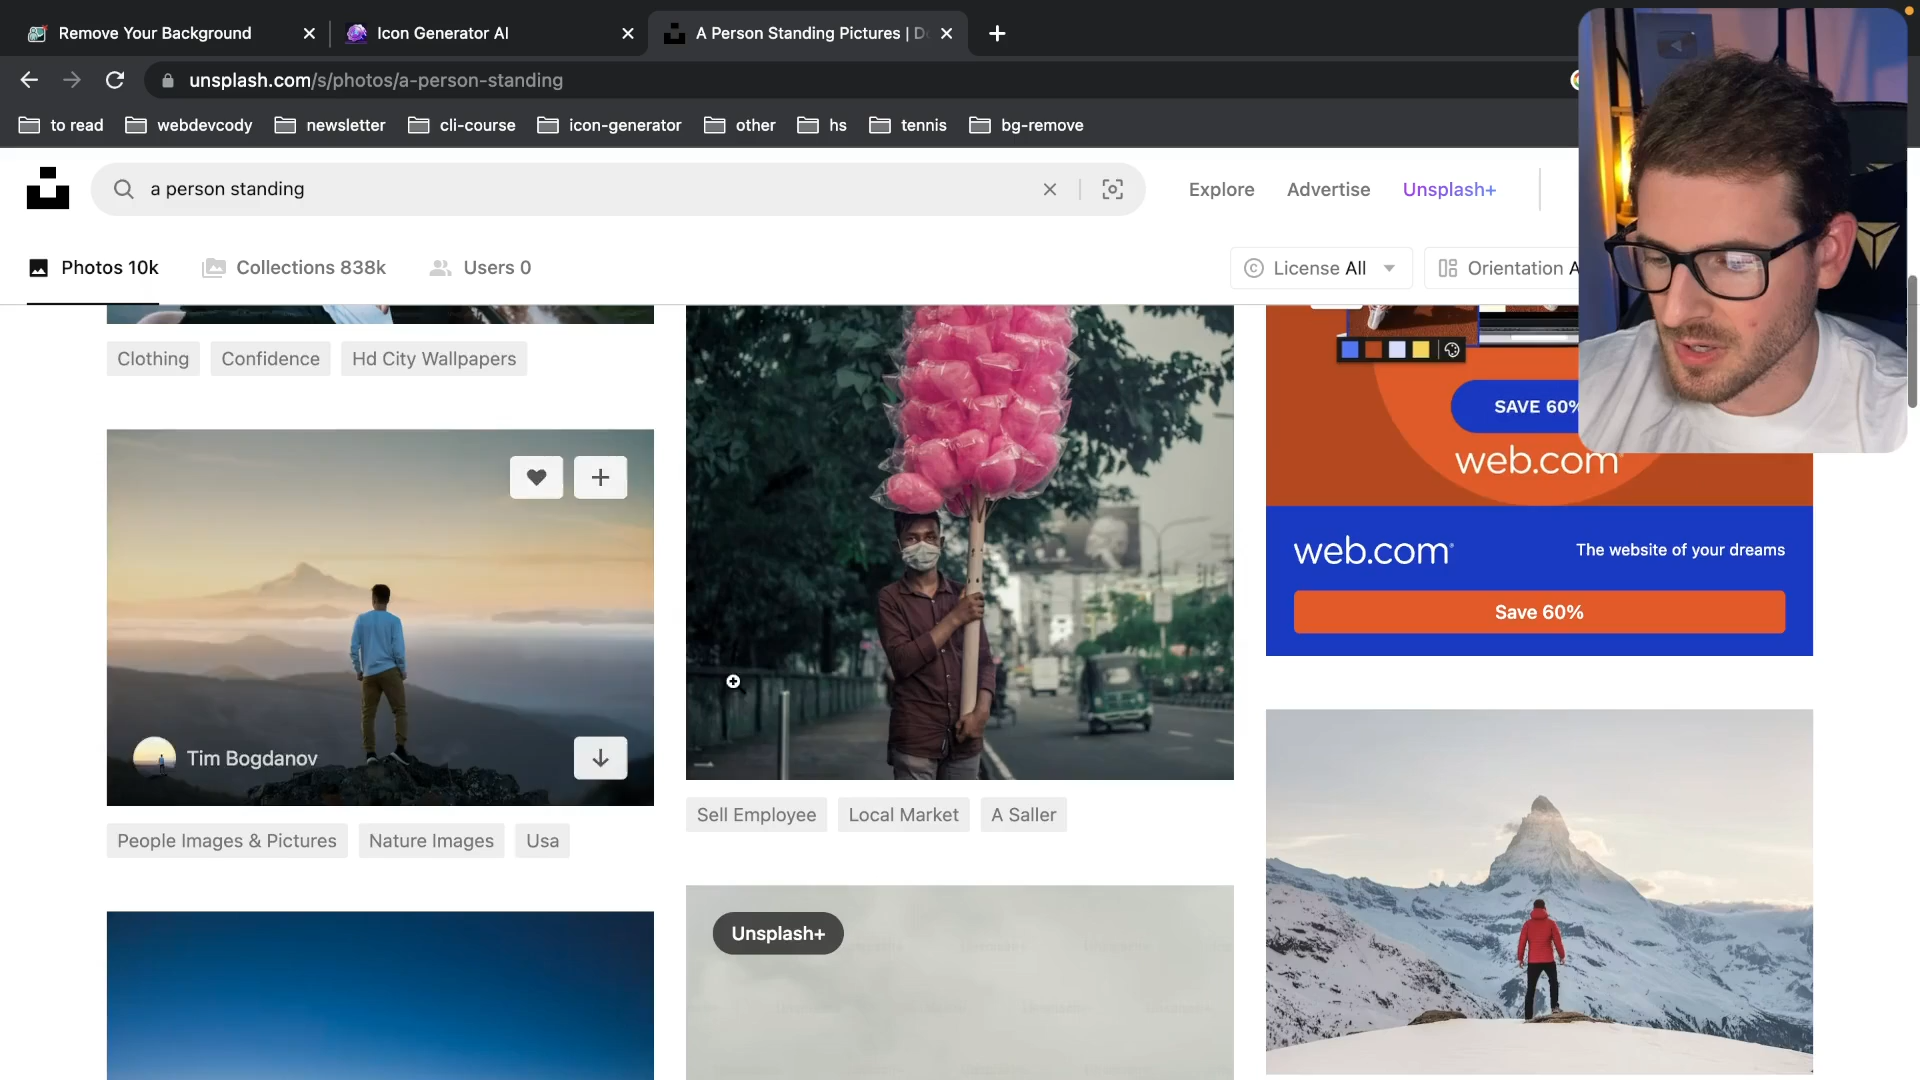 Remove Your Background
Icon Generator AI
A Person Standing Pictures | Do
unsplash.com/s/photos/a-person-standing
to read
webdevcody
newsletter
cli-course
icon-generator
other
hs
tennis
bg-remove
a person standing
Explore
Advertise
Unsplash+
Photos 10k
Collections 838k
Users 0
License All
Orientation A
Clothing
Confidence
Hd City Wallpapers
Tim Bogdanov
People Images & Pictures
Nature Images
Usa
Sell Employee
Local Market
A Saller
Unsplash+
SAVE 60%
web.com
web.com
The website of your dreams
Save 60%